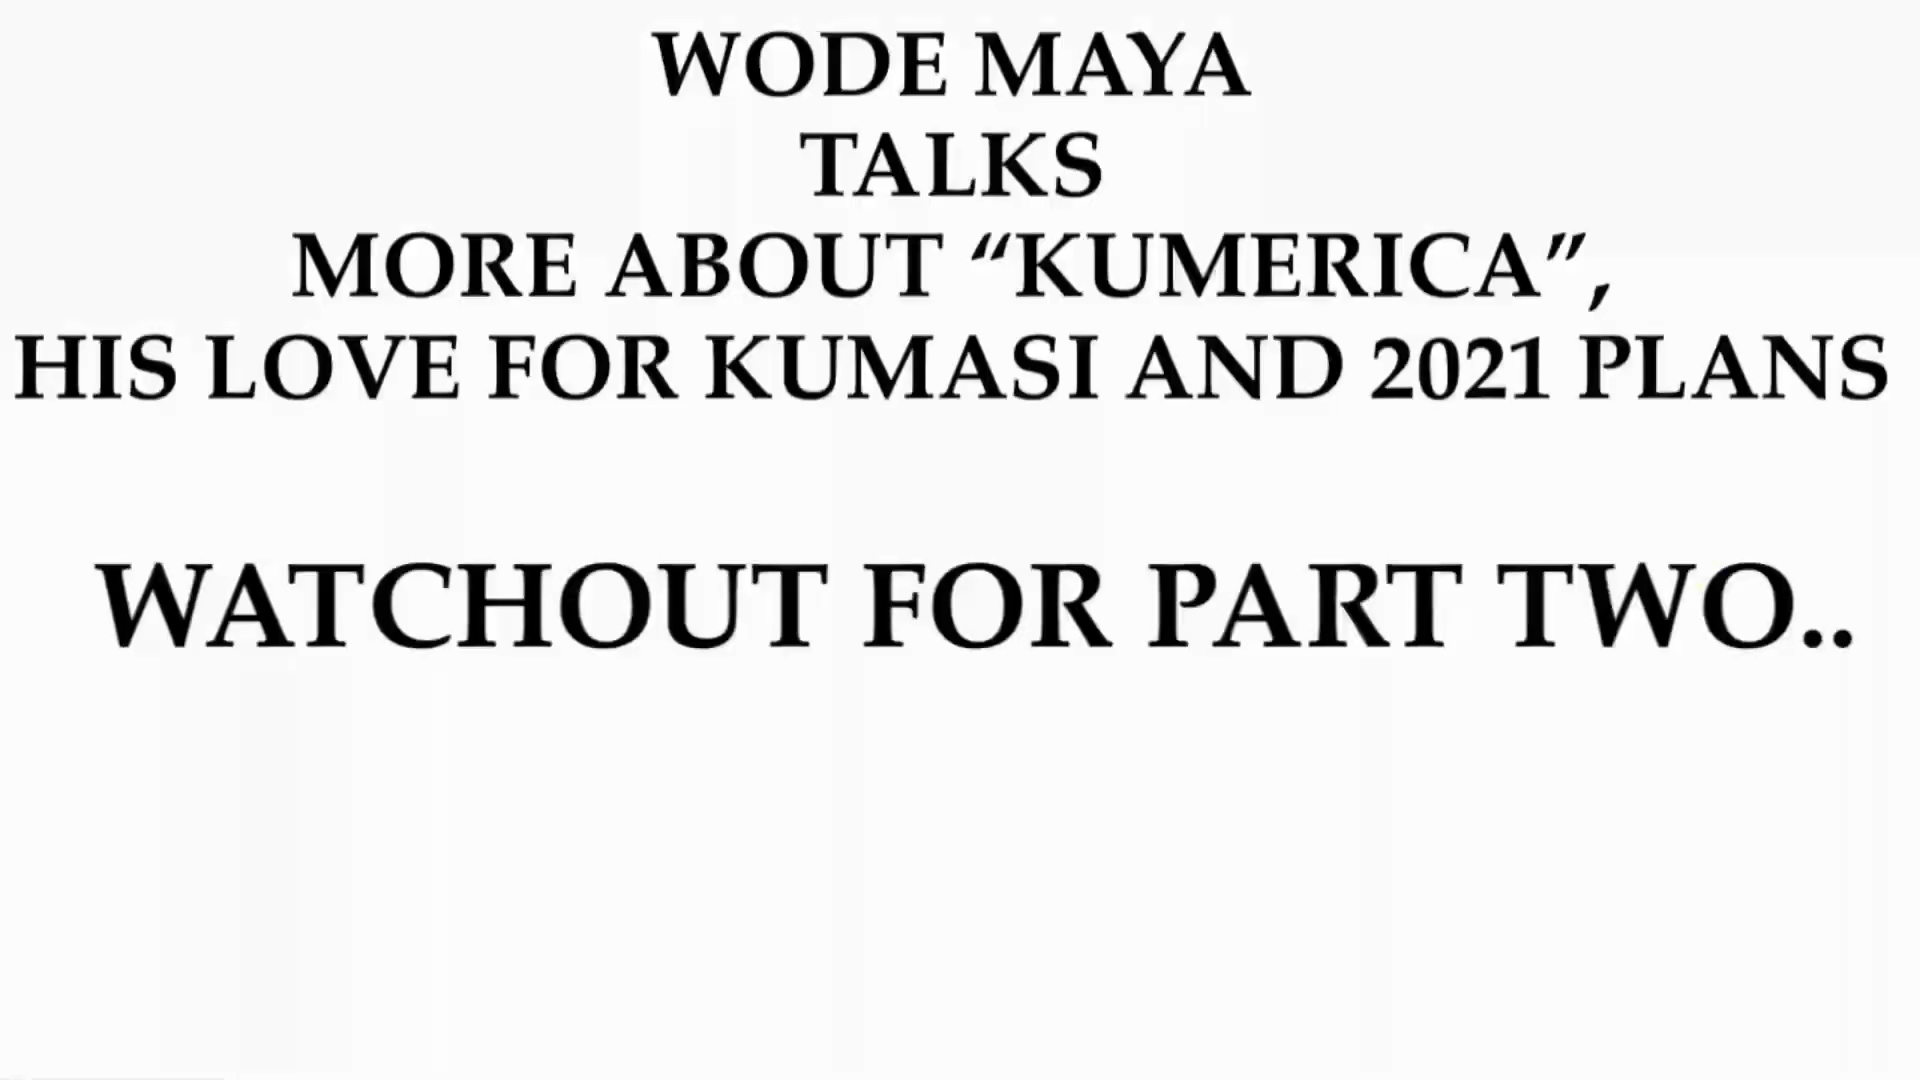 WODE MAYA
TALKS
MORE ABOUT “KUMERICA”,
HIS LOVE FOR KUMASI AND 2021 PLANS
WATCHOUT FOR PART TWO..